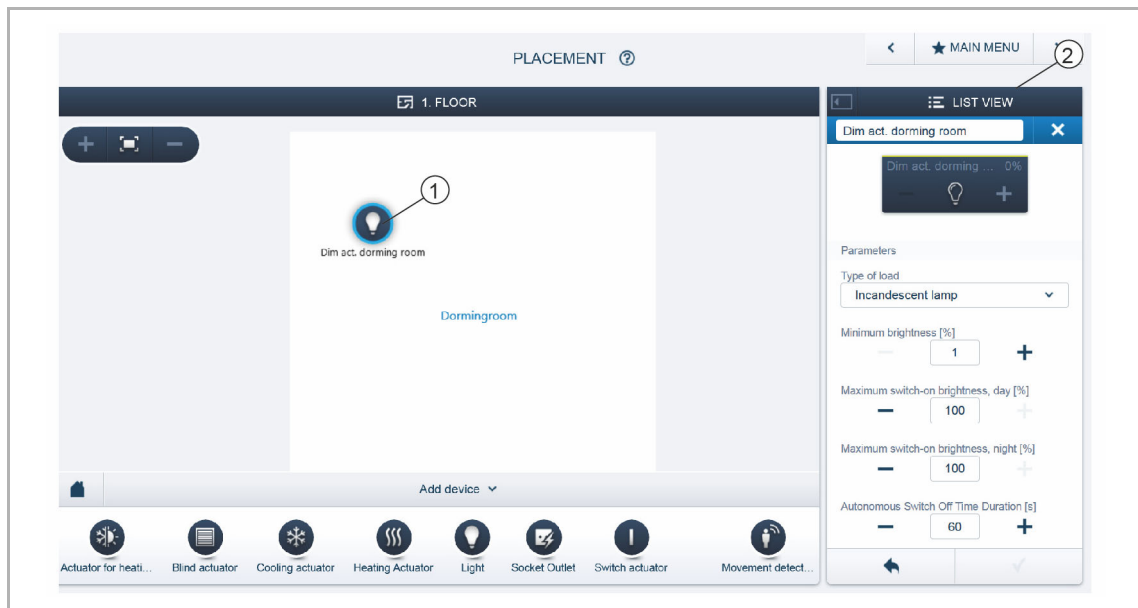 PLACEMENT ?
MAIN MENU
2
1. FLOOR
LIST VIEW
Dim act. dorming room
Dim act. dorming ... 0%
1
Dim act. dorming room
Dormingroom
Parameters
Type of load
Incandescent lamp
Minimum brightness [%]
1
Maximum switch-on brightness, day [%]
100
Maximum switch-on brightness, night [%]
100
Autonomous Switch Off Time Duration [s]
60
Add device
Actuator for heati...
Blind actuator
Cooling actuator
Heating Actuator
Light
Socket Outlet
Switch actuator
Movement detect...